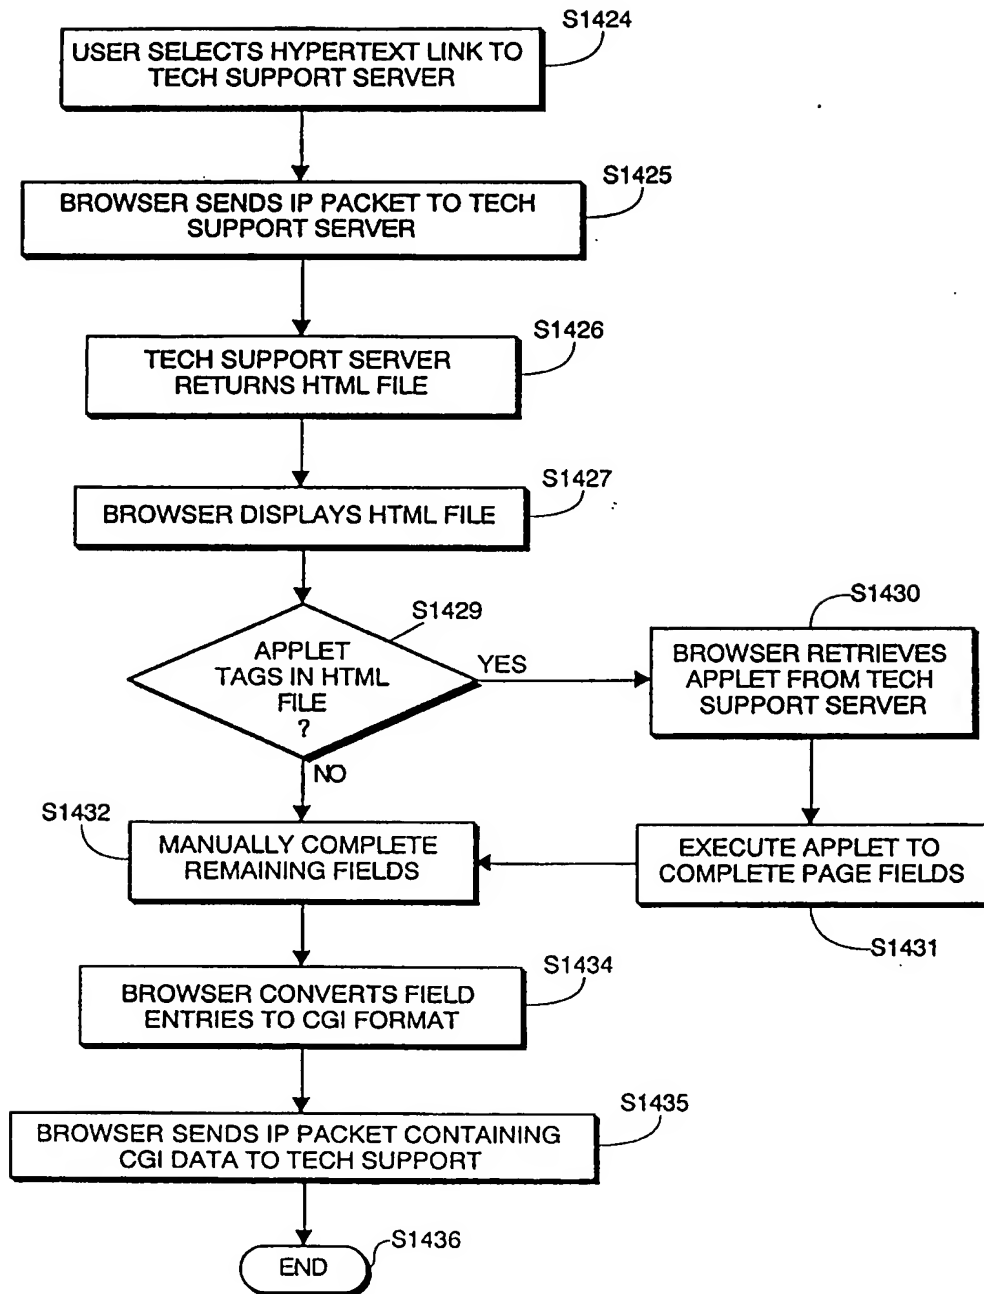 S1424
USER SELECTS HYPERTEXT LINK TO
TECH SUPPORT SERVER
S1425
BROWSER SENDS IP PACKET TO TECH
SUPPORT SERVER
S1426
TECH SUPPORT SERVER
RETURNS HTML FILE
S1427
BROWSER DISPLAYS HTML FILE
S1429
APPLET
TAGS IN HTML
FILE
?
YES
NO
S1430
BROWSER RETRIEVES
APPLET FROM TECH
SUPPORT SERVER
EXECUTE APPLET TO
COMPLETE PAGE FIELDS
S1431
S1432
MANUALLY COMPLETE
REMAINING FIELDS
S1434
BROWSER CONVERTS FIELD
ENTRIES TO CGI FORMAT
S1435
BROWSER SENDS IP PACKET CONTAINING
CGI DATA TO TECH SUPPORT
S1436
END